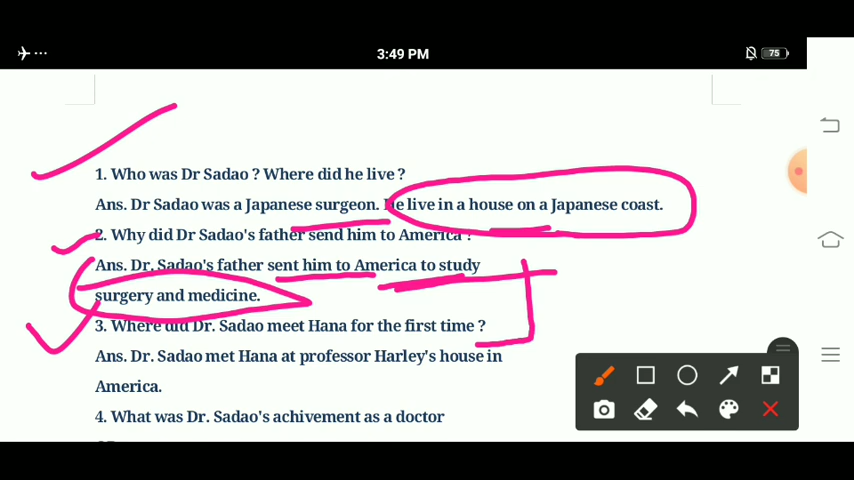 3:49 PM
75
1. Who was Dr Sadao ? Where did he live ?
Ans. Dr Sadao was a Japanese surgeon. He live in a house on a Japanese coast.
2. Why did Dr Sadao's father send him to America ?
Ans. Dr. Sadao's father sent him to America to study
surgery and medicine.
3. Where did Dr. Sadao meet Hana for the first time ?
Ans. Dr. Sadao met Hana at professor Harley's house in
America.
4. What was Dr. Sadao's achivement as a doctor